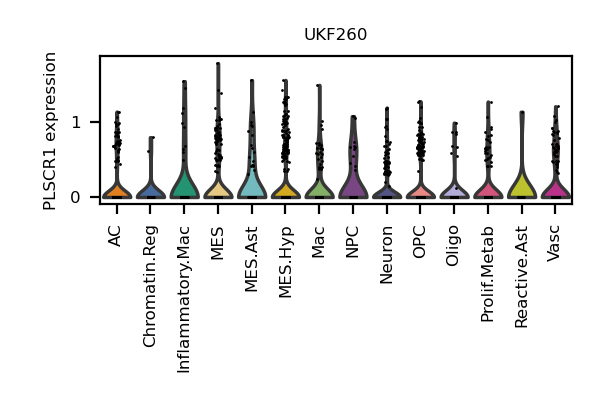 UKF260
PLSCR1 expression
1
0
AC
Chromatin.Reg
Inflammatory.Mac
MES
MES.Ast
MES.Hyp
Mac
NPC
Neuron
OPC
Oligo
Prolif.Metab
Reactive.Ast
Vasc